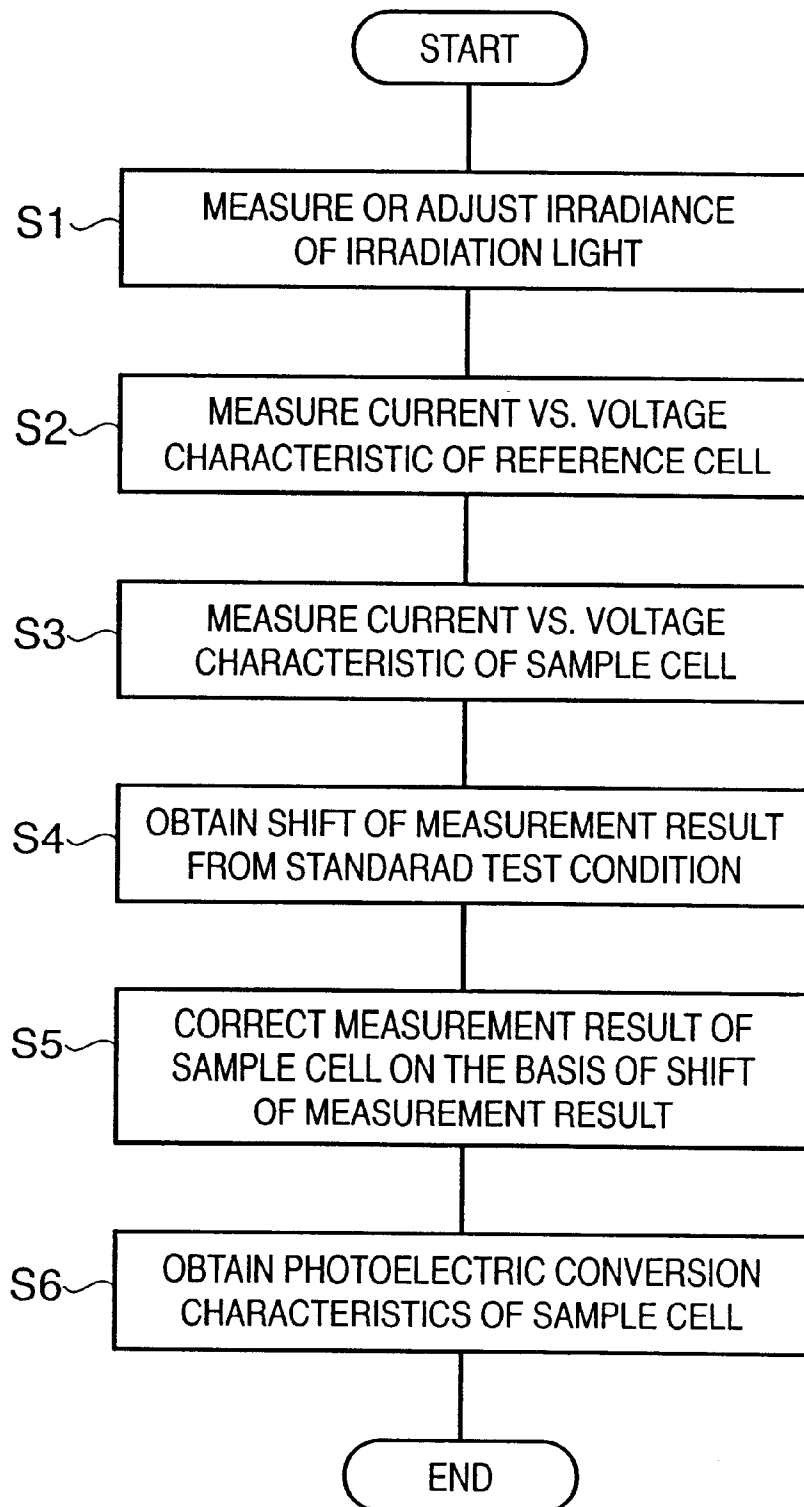 START
S1
MEASURE OR ADJUST IRRADIANCE
OF IRRADIATION LIGHT
S2
MEASURE CURRENT VS. VOLTAGE
CHARACTERISTIC OF REFERENCE CELL
S3
MEASURE CURRENT VS. VOLTAGE
CHARACTERISTIC OF SAMPLE CELL
S4
OBTAIN SHIFT OF MEASUREMENT RESULT
FROM STANDARAD TEST CONDITION
S5
CORRECT MEASUREMENT RESULT OF
SAMPLE CELL ON THE BASIS OF SHIFT
OF MEASUREMENT RESULT
S6
OBTAIN PHOTOELECTRIC CONVERSION
CHARACTERISTICS OF SAMPLE CELL
END